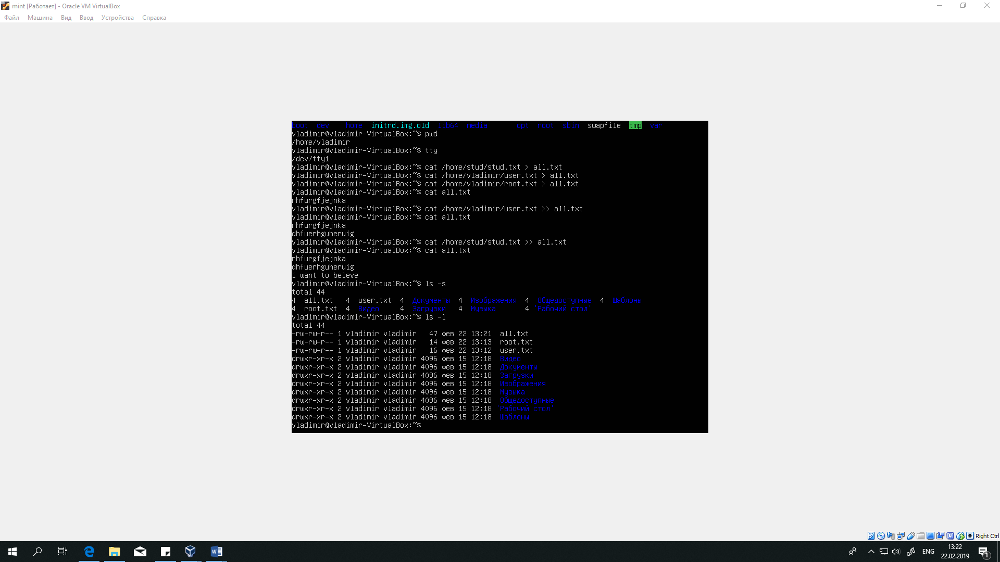 mint [Работает] - Oracle VM VirtualBox
Файл Машина Вид Ввод Устройства Справка
boot dev home initrd.img.old lib64 media opt root sbin swapfile tmp var
vladimir@vladimir-VirtualBox:~$ pwd
/home/vladimir
vladimir@vladimir-VirtualBox:~$ tty
/dev/tty1
vladimir@vladimir-VirtualBox:~$ cat /home/stud/stud.txt > all.txt
vladimir@vladimir-VirtualBox:~$ cat /home/vladimir/user.txt > all.txt
vladimir@vladimir-VirtualBox:~$ cat /home/vladimir/root.txt > all.txt
vladimir@vladimir-VirtualBox:~$ cat all.txt
rhfurgfjejnka
vladimir@vladimir-VirtualBox:~$ cat /home/vladimir/user.txt >> all.txt
vladimir@vladimir-VirtualBox:~$ cat all.txt
rhfurgfjejnka
dhfuerhguheruig
vladimir@vladimir-VirtualBox:~$ cat /home/stud/stud.txt >> all.txt
vladimir@vladimir-VirtualBox:~$ cat all.txt
rhfurgfjejnka
dhfuerhguheruig
i want to beleve
vladimir@vladimir-VirtualBox:~$ ls -s
total 44
4 all.txt 4 user.txt 4 Документы 4 Изображения 4 Общедоступные 4 Шаблоны
4 root.txt 4 Видео 4 Загрузки 4 Музыка 4 'Рабочий стол'
vladimir@vladimir-VirtualBox:~$ ls -l
total 44
-rw-rw-r-- 1 vladimir vladimir 47 фев 22 13:21 all.txt
-rw-rw-r-- 1 vladimir vladimir 14 фев 22 13:13 root.txt
-rw-rw-r-- 1 vladimir vladimir 16 фев 22 13:12 user.txt
drwxr-xr-x 2 vladimir vladimir 4096 фев 15 12:18 Видео
drwxr-xr-x 2 vladimir vladimir 4096 фев 15 12:18 Документы
drwxr-xr-x 2 vladimir vladimir 4096 фев 15 12:18 Загрузки
drwxr-xr-x 2 vladimir vladimir 4096 фев 15 12:18 Изображения
drwxr-xr-x 2 vladimir vladimir 4096 фев 15 12:18 Музыка
drwxr-xr-x 2 vladimir vladimir 4096 фев 15 12:18 Общедоступные
drwxr-xr-x 2 vladimir vladimir 4096 фев 15 12:18 'Рабочий стол'
drwxr-xr-x 2 vladimir vladimir 4096 фев 15 12:18 Шаблоны
vladimir@vladimir-VirtualBox:~$
Right Ctrl
ENG
13:22
22.02.2019
1